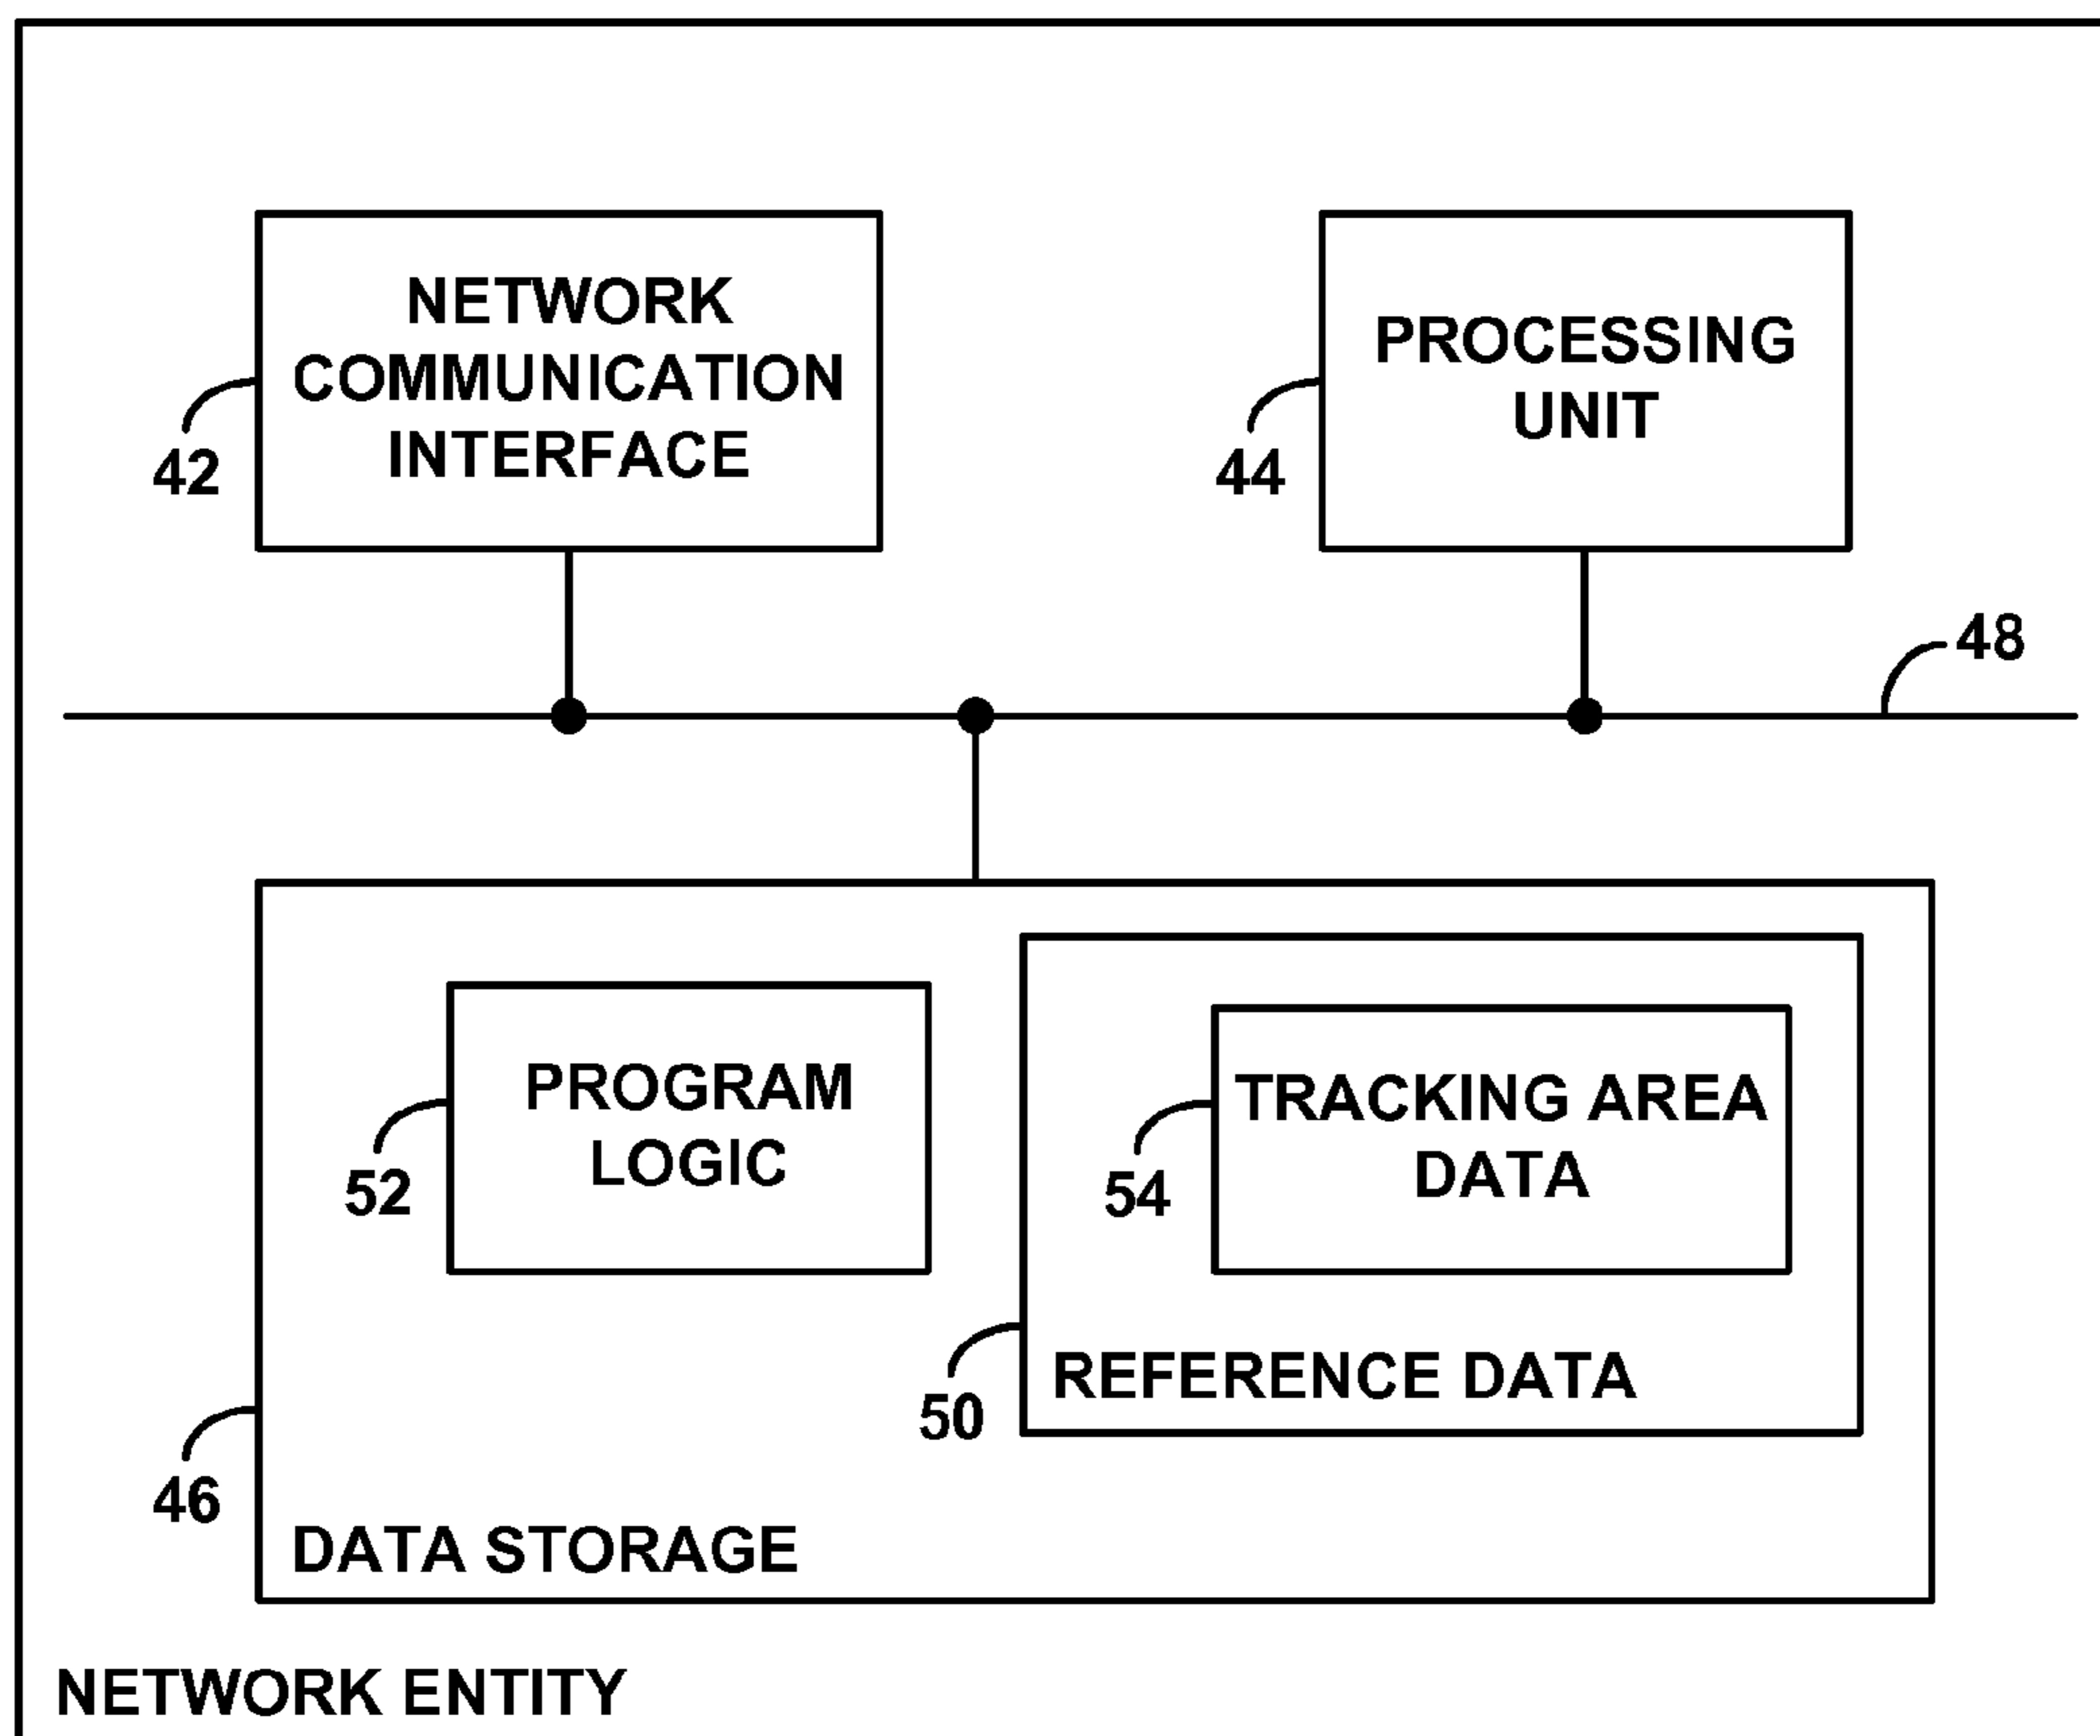 NETWORK
COMMUNICATION
INTERFACE
42
PROCESSING
UNIT
44
48
PROGRAM
LOGIC
52
TRACKING AREA
DATA
54
REFERENCE DATA
50
46
DATA STORAGE
NETWORK ENTITY